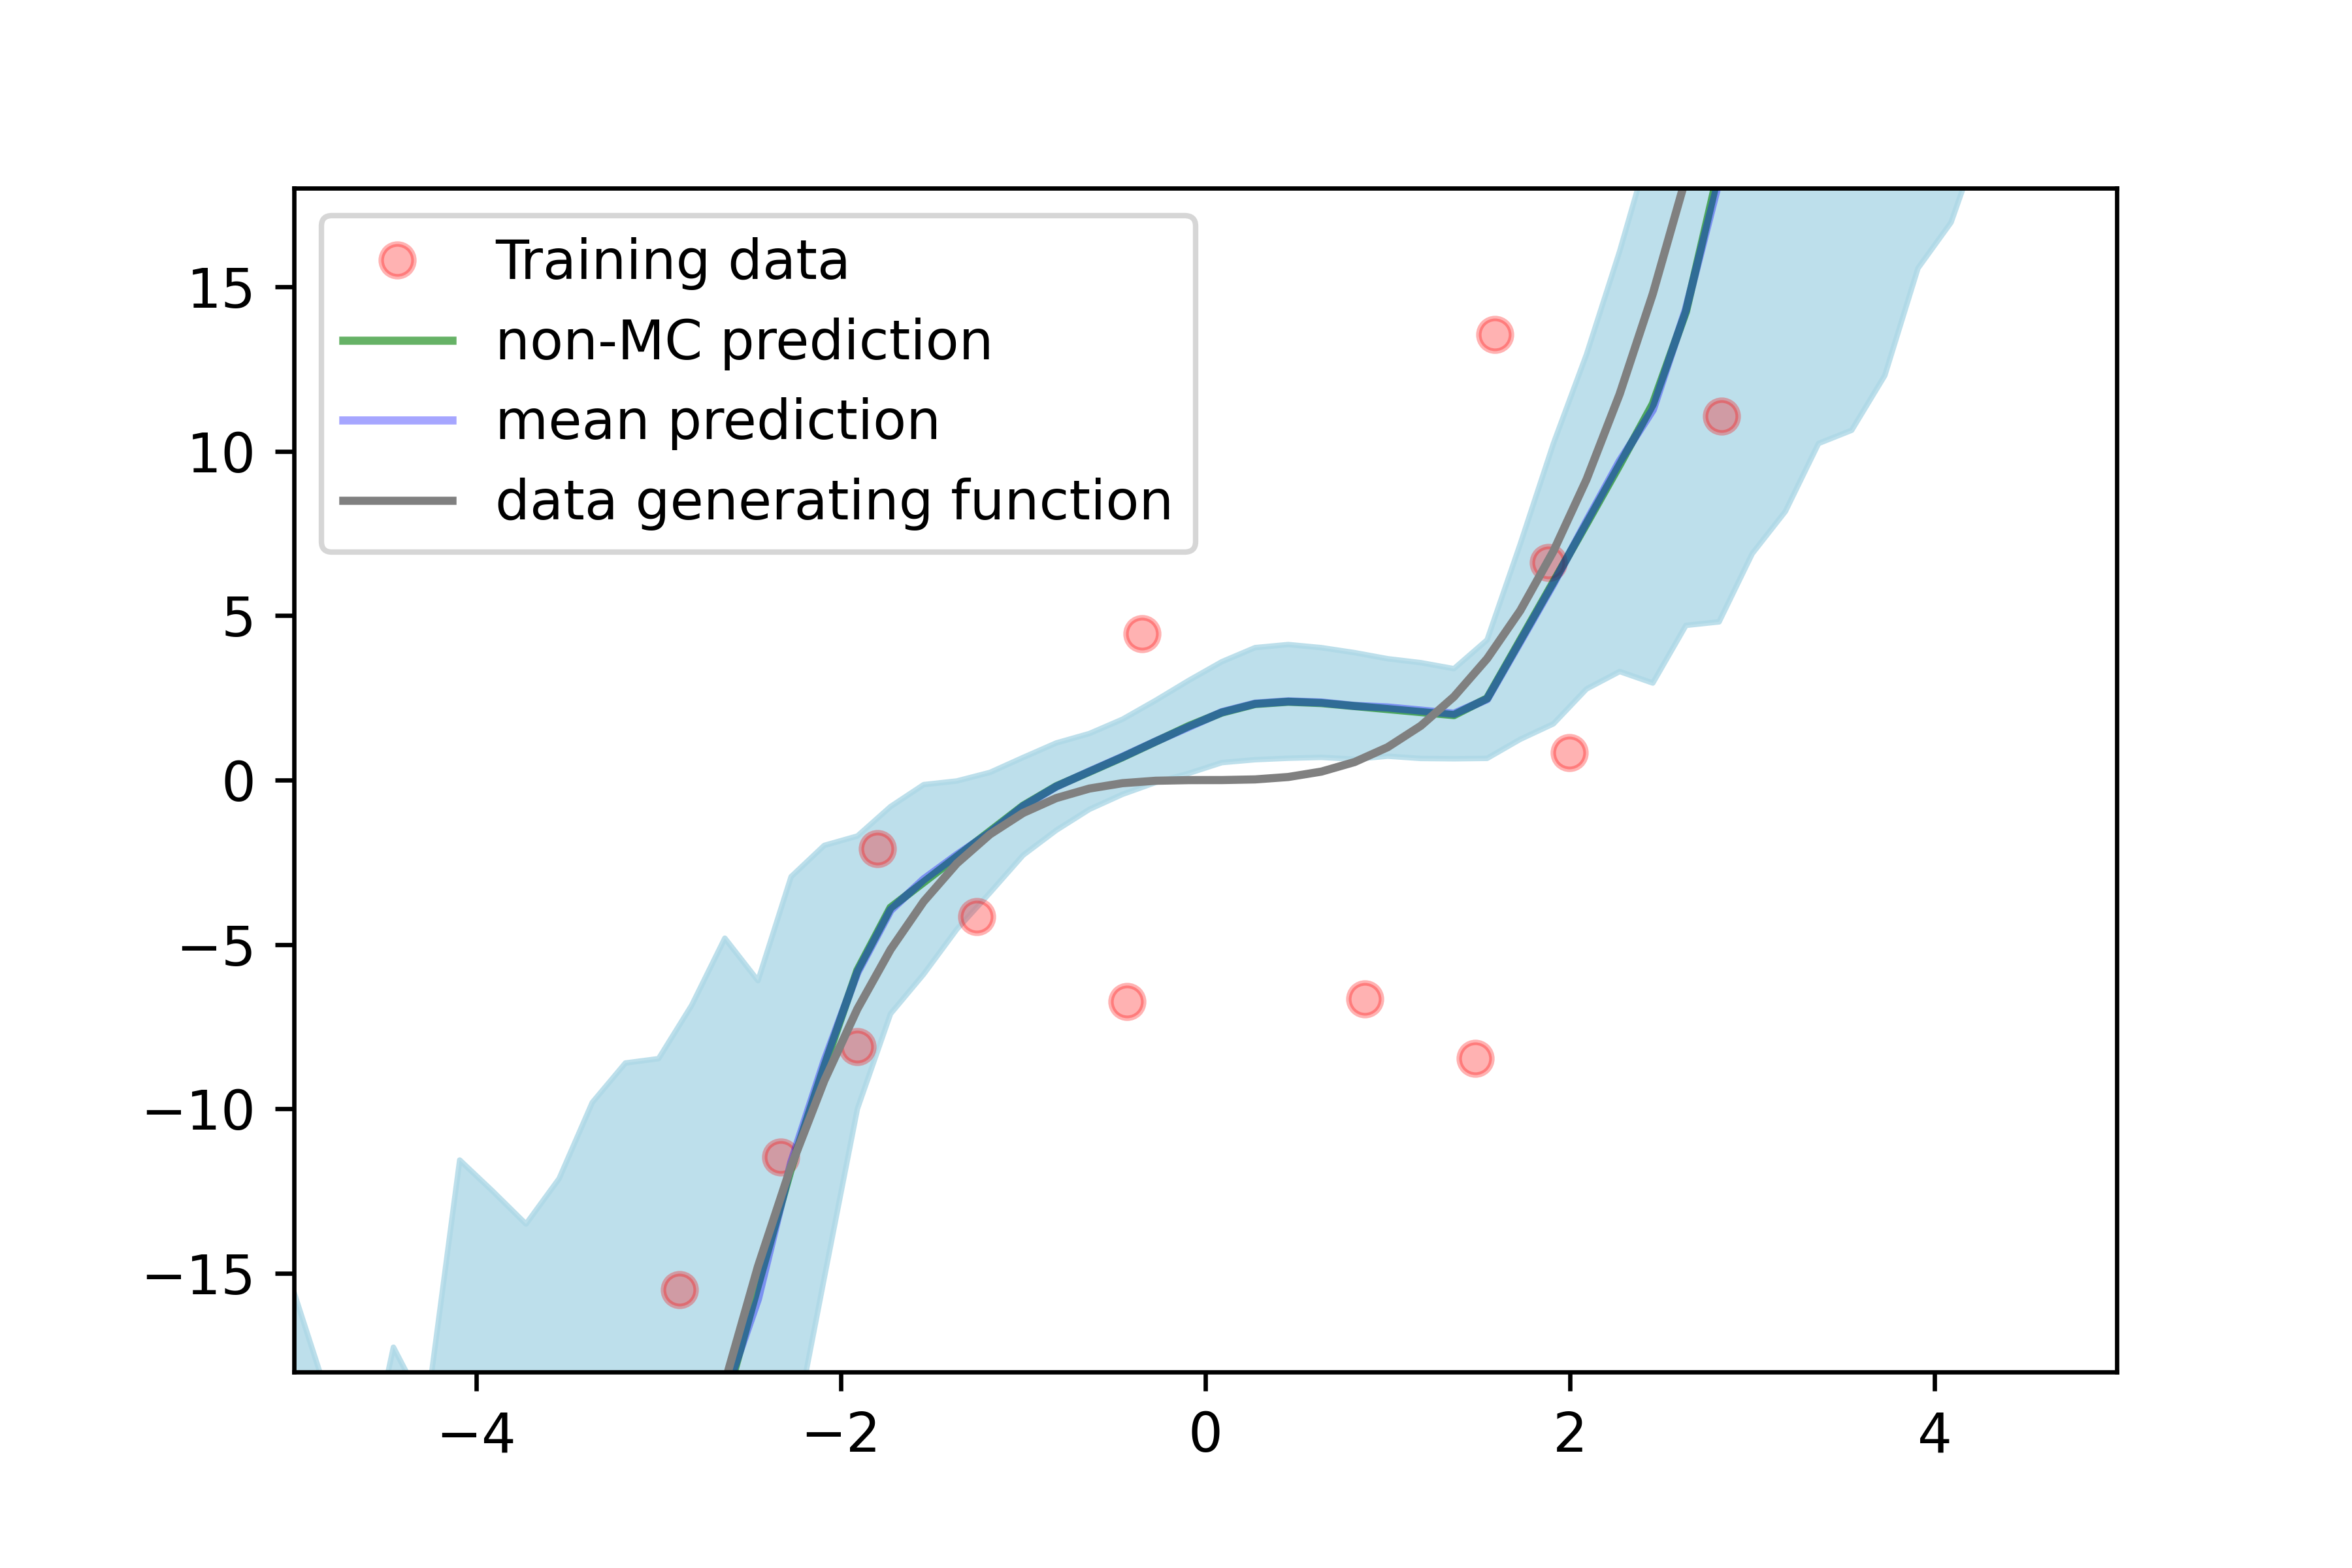 Training data
non-MC prediction
mean prediction
data generating function
15
10
5
0
−5
−10
−15
−4 −2 0 2 4